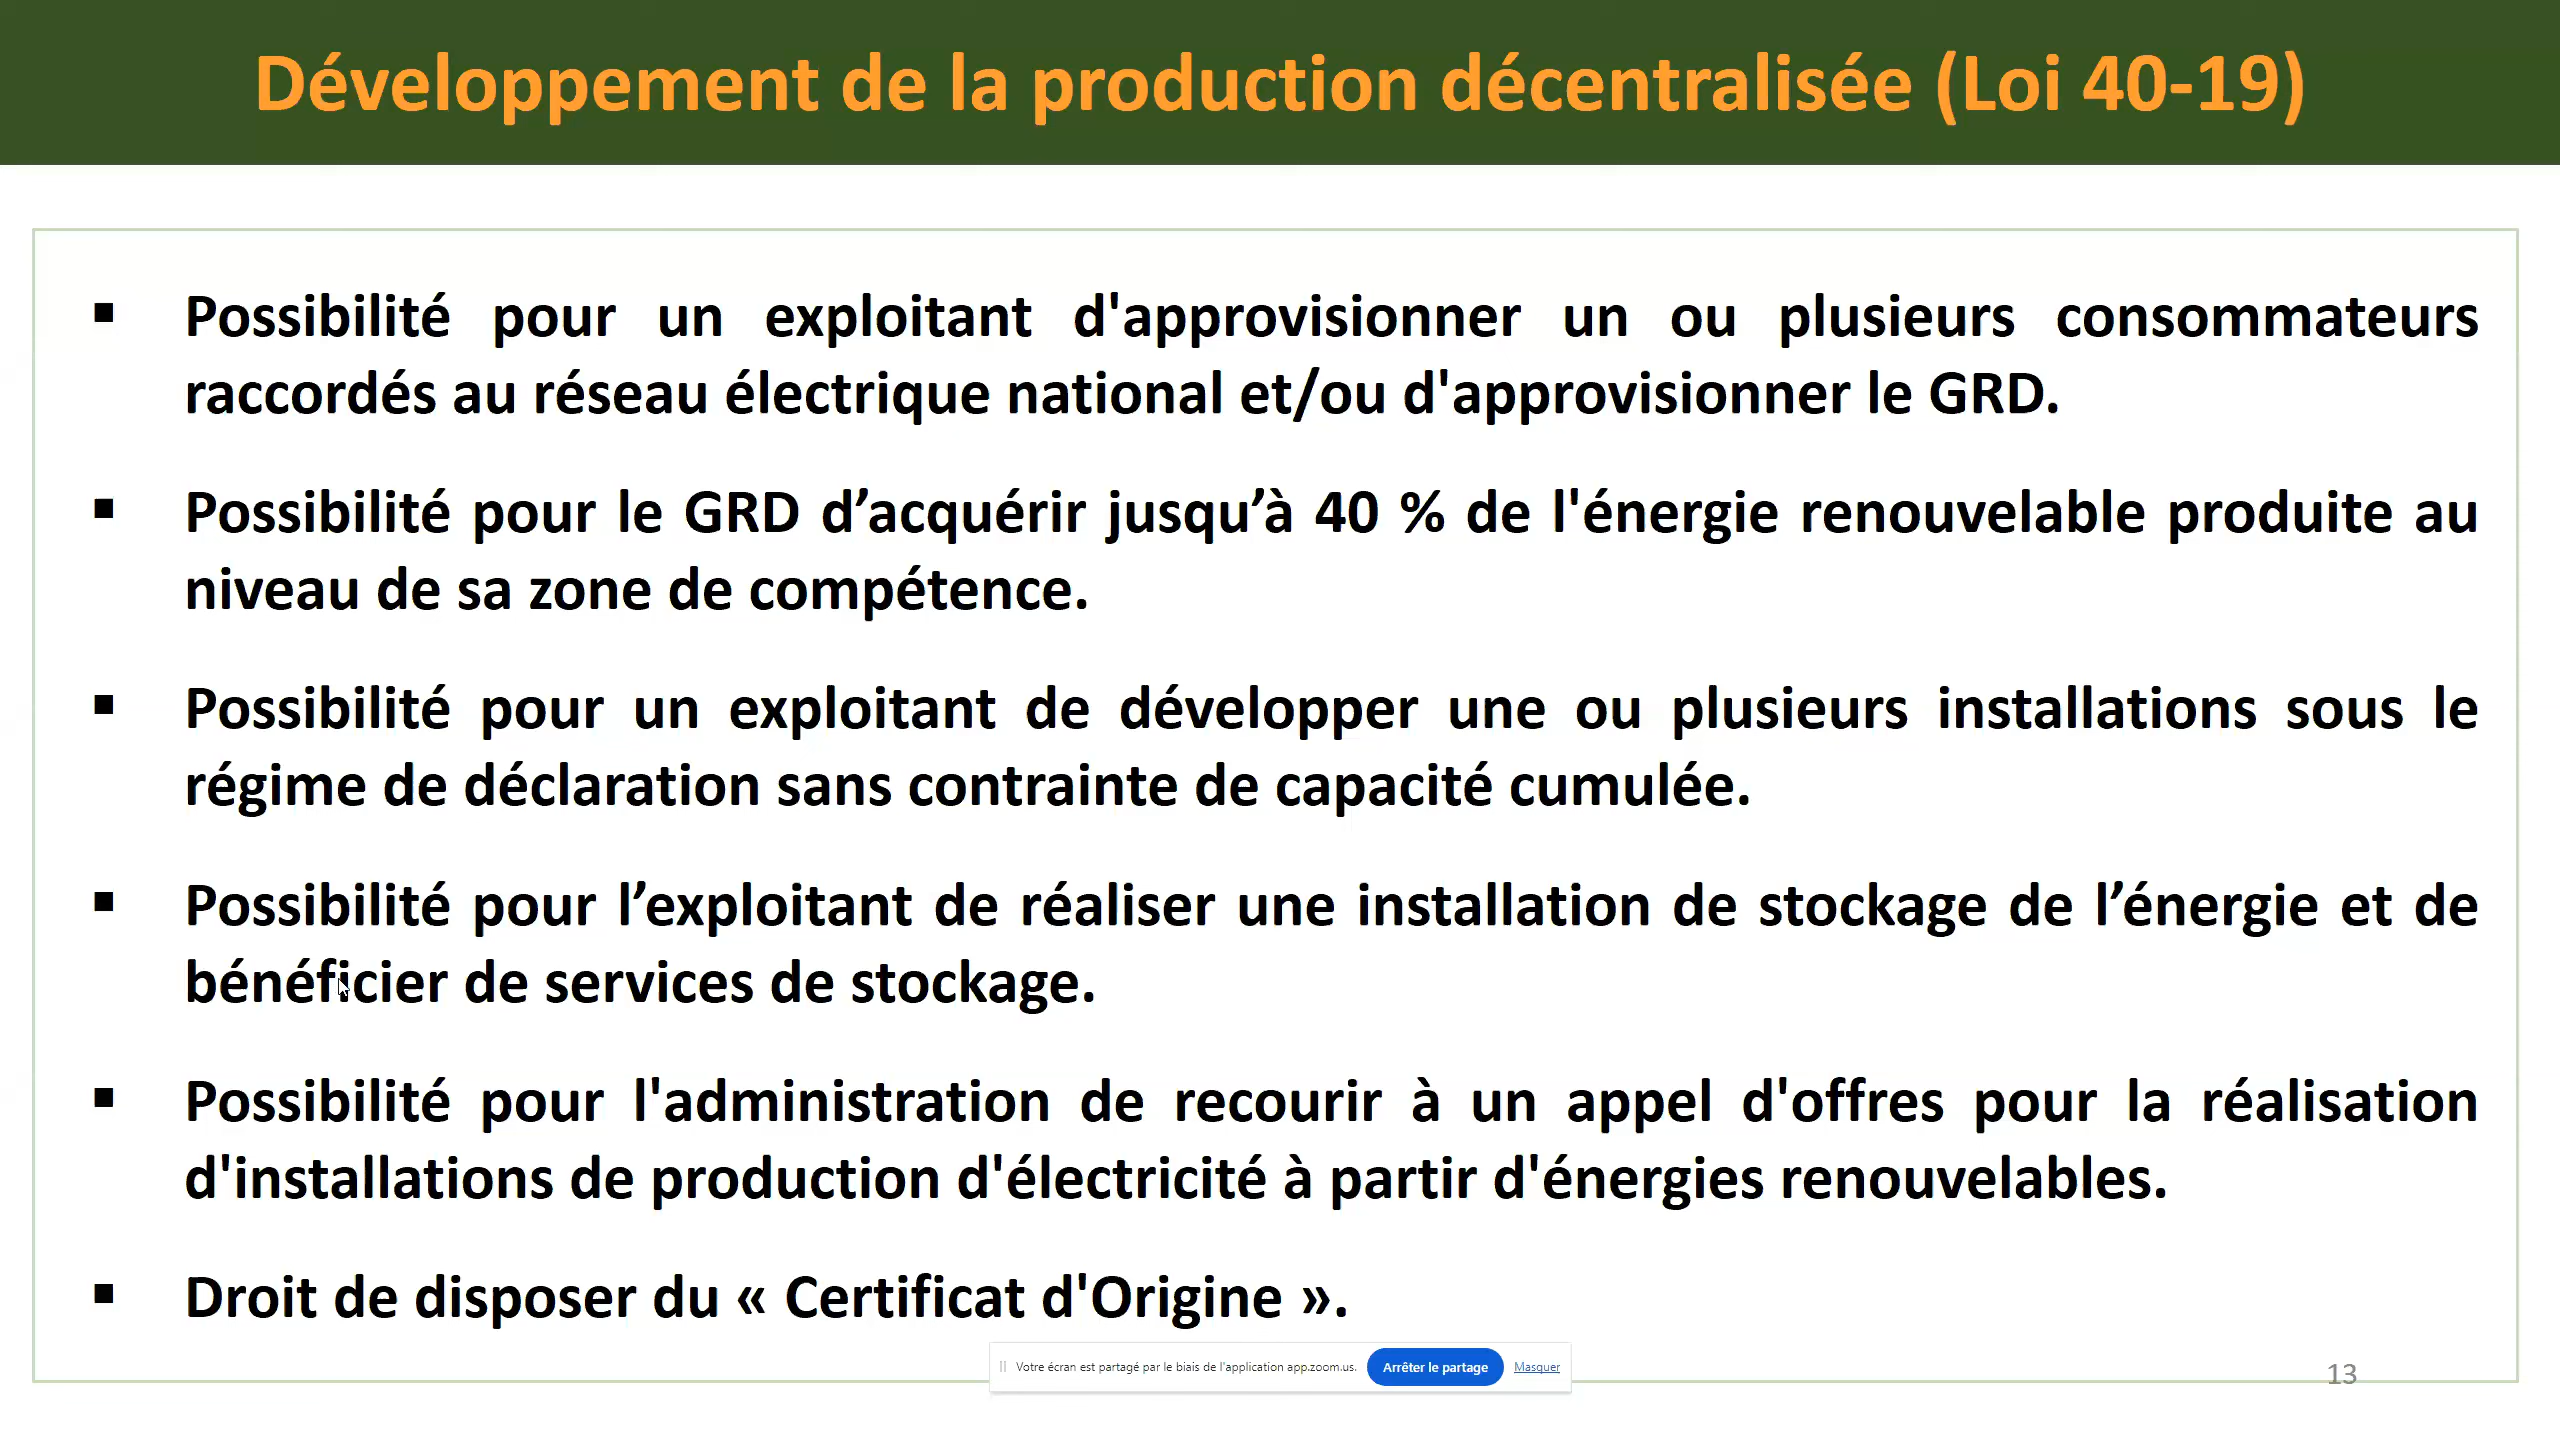 Développement de la production décentralisée (Loi 40-19)
▪ Possibilité pour un exploitant d'approvisionner un ou plusieurs consommateurs
raccordés au réseau électrique national et/ou d'approvisionner le GRD.
▪ Possibilité pour le GRD d’acquérir jusqu’à 40 % de l'énergie renouvelable produite au
niveau de sa zone de compétence.
▪ Possibilité pour un exploitant de développer une ou plusieurs installations sous le
régime de déclaration sans contrainte de capacité cumulée.
▪ Possibilité pour l’exploitant de réaliser une installation de stockage de l’énergie et de
bénéficier de services de stockage.
▪ Possibilité pour l'administration de recourir à un appel d'offres pour la réalisation
d'installations de production d'électricité à partir d'énergies renouvelables.
▪ Droit de disposer du « Certificat d'Origine ».
Votre écran est partagé par le biais de l'application app.zoom.us. Arrêter le partage Masquer
13